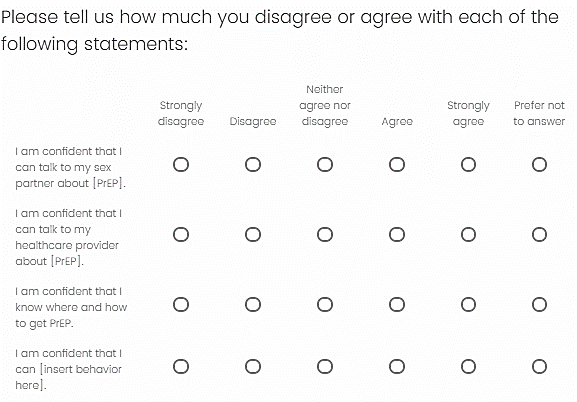 Please tell us how much you disagree or agree with each of the
following statements:
Strongly
disagree
Disagree
Neither
agree nor
disagree
Agree
Strongly
agree
Prefer not
to answer
I am confident that I
can talk to my sex
partner about [PrEP].
I am confident that I
can talk to my
healthcare provider
about [PrEP].
I am confident that I
know where and how
to get PrEP.
I am confident that I
can [insert behavior
here].